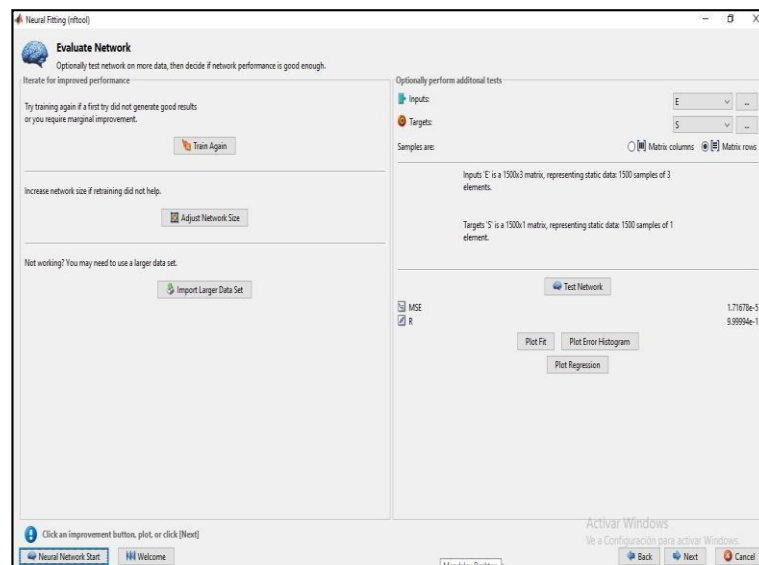 Neural Fitting (nftool)
Evaluate Network
Optionally test network on more data, then decide if network performance is good enough.
Iterate for improved performance
Try training again if a first try did not generate good results
or you require marginal improvement.
Train Again
Increase network size if retraining did not help.
Adjust Network Size
Not working? You may need to use a larger data set.
Import Larger Data Set
Optionally perform additonal tests
Inputs: E ...
Targets: S ...
Samples are: Matrix columns Matrix rows
Inputs 'E' is a 1500x3 matrix, representing static data: 1500 samples of 3
elements.
Targets 'S' is a 1500x1 matrix, representing static data: 1500 samples of 1
element.
Test Network
MSE 1.71678e-5
R 9.99994e-1
Plot Fit Plot Error Histogram
Plot Regression
Activar Windows
Ve a Configuración para activar Windows.
Click an improvement button, plot, or click [Next]
Neural Network Start Welcome Back Next Cancel